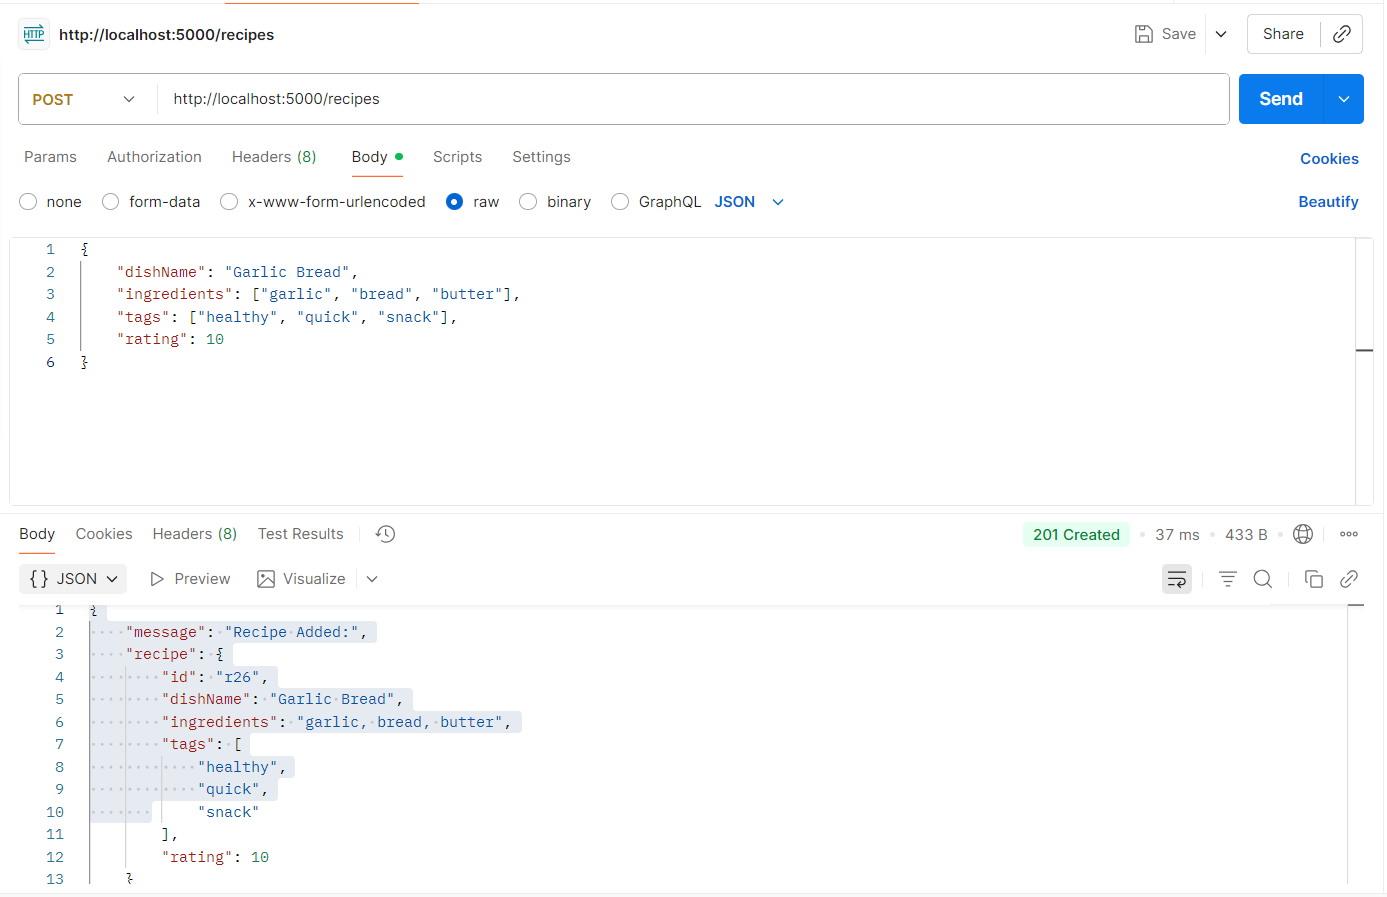 HTTP http://localhost:5000/recipes Save Share
POST http://localhost:5000/recipes Send
Params Authorization Headers (8) Body Scripts Settings Cookies
none form-data x-www-form-urlencoded raw binary GraphQL JSON Beautify
1 {
2 "dishName": "Garlic Bread",
3 "ingredients": ["garlic", "bread", "butter"],
4 "tags": ["healthy", "quick", "snack"],
5 "rating": 10
6 }
Body Cookies Headers (8) Test Results 201 Created 37 ms 433 B
{} JSON Preview Visualize
1 {
2 "message": "Recipe Added:",
3 "recipe": {
4 "id": "r26",
5 "dishName": "Garlic Bread",
6 "ingredients": "garlic, bread, butter",
7 "tags": [
8 "healthy",
9 "quick",
10 "snack"
11 ],
12 "rating": 10
13 }